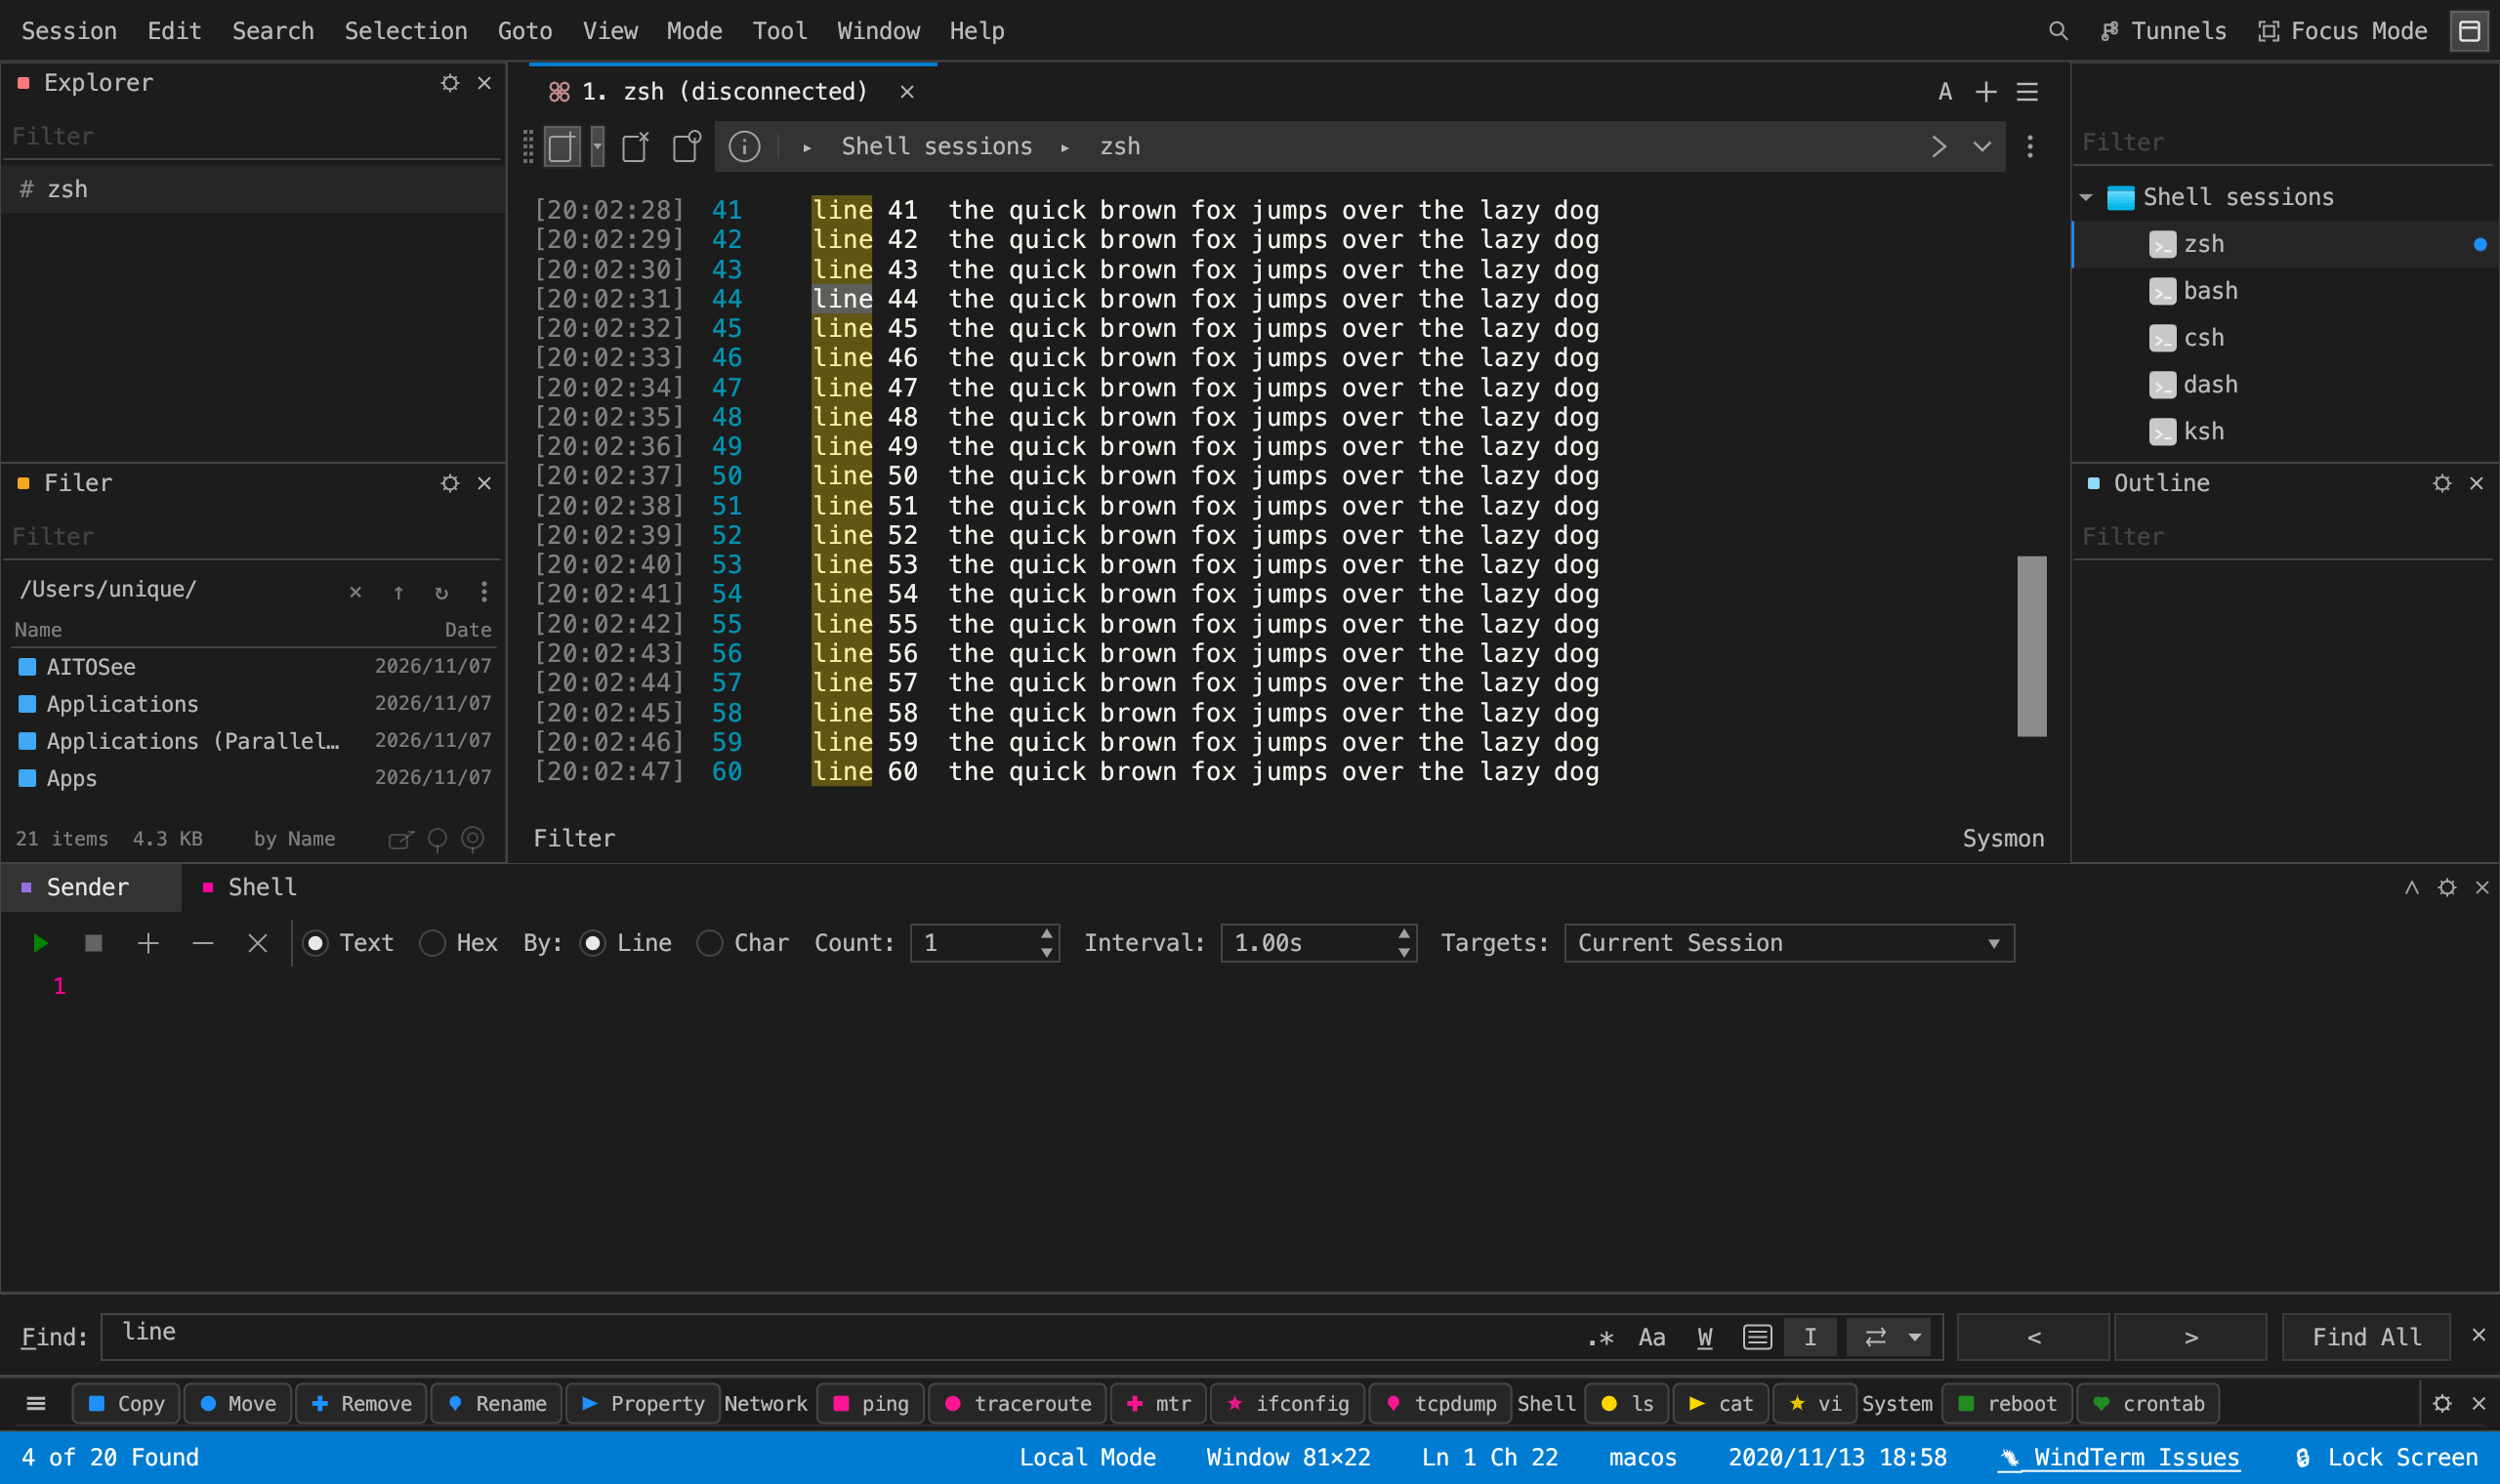 Session Edit Search Selection Goto View Mode Tool Window Help Tunnels Focus Mode
Explorer
Filter
# zsh
Filer
Filter
/Users/unique/
Name Date
AITOSee 2026/11/07
Applications 2026/11/07
Applications (Parallel… 2026/11/07
Apps 2026/11/07
21 items 4.3 KB by Name
1. zsh (disconnected) A
Shell sessions zsh
[20:02:28] 41 line 41 the quick brown fox jumps over the lazy dog
[20:02:29] 42 line 42 the quick brown fox jumps over the lazy dog
[20:02:30] 43 line 43 the quick brown fox jumps over the lazy dog
[20:02:31] 44 line 44 the quick brown fox jumps over the lazy dog
[20:02:32] 45 line 45 the quick brown fox jumps over the lazy dog
[20:02:33] 46 line 46 the quick brown fox jumps over the lazy dog
[20:02:34] 47 line 47 the quick brown fox jumps over the lazy dog
[20:02:35] 48 line 48 the quick brown fox jumps over the lazy dog
[20:02:36] 49 line 49 the quick brown fox jumps over the lazy dog
[20:02:37] 50 line 50 the quick brown fox jumps over the lazy dog
[20:02:38] 51 line 51 the quick brown fox jumps over the lazy dog
[20:02:39] 52 line 52 the quick brown fox jumps over the lazy dog
[20:02:40] 53 line 53 the quick brown fox jumps over the lazy dog
[20:02:41] 54 line 54 the quick brown fox jumps over the lazy dog
[20:02:42] 55 line 55 the quick brown fox jumps over the lazy dog
[20:02:43] 56 line 56 the quick brown fox jumps over the lazy dog
[20:02:44] 57 line 57 the quick brown fox jumps over the lazy dog
[20:02:45] 58 line 58 the quick brown fox jumps over the lazy dog
[20:02:46] 59 line 59 the quick brown fox jumps over the lazy dog
[20:02:47] 60 line 60 the quick brown fox jumps over the lazy dog
Filter Sysmon
Filter
Shell sessions
zsh
bash
csh
dash
ksh
Outline
Filter
Sender Shell
Text Hex By: Line Char Count: 1 Interval: 1.00s Targets: Current Session
1
Find: line .* Aa W I < > Find All
Copy Move Remove Rename Property Network ping traceroute mtr ifconfig tcpdump Shell ls cat vi System reboot crontab
4 of 20 Found Local Mode Window 81×22 Ln 1 Ch 22 macos 2020/11/13 18:58 WindTerm Issues Lock Screen